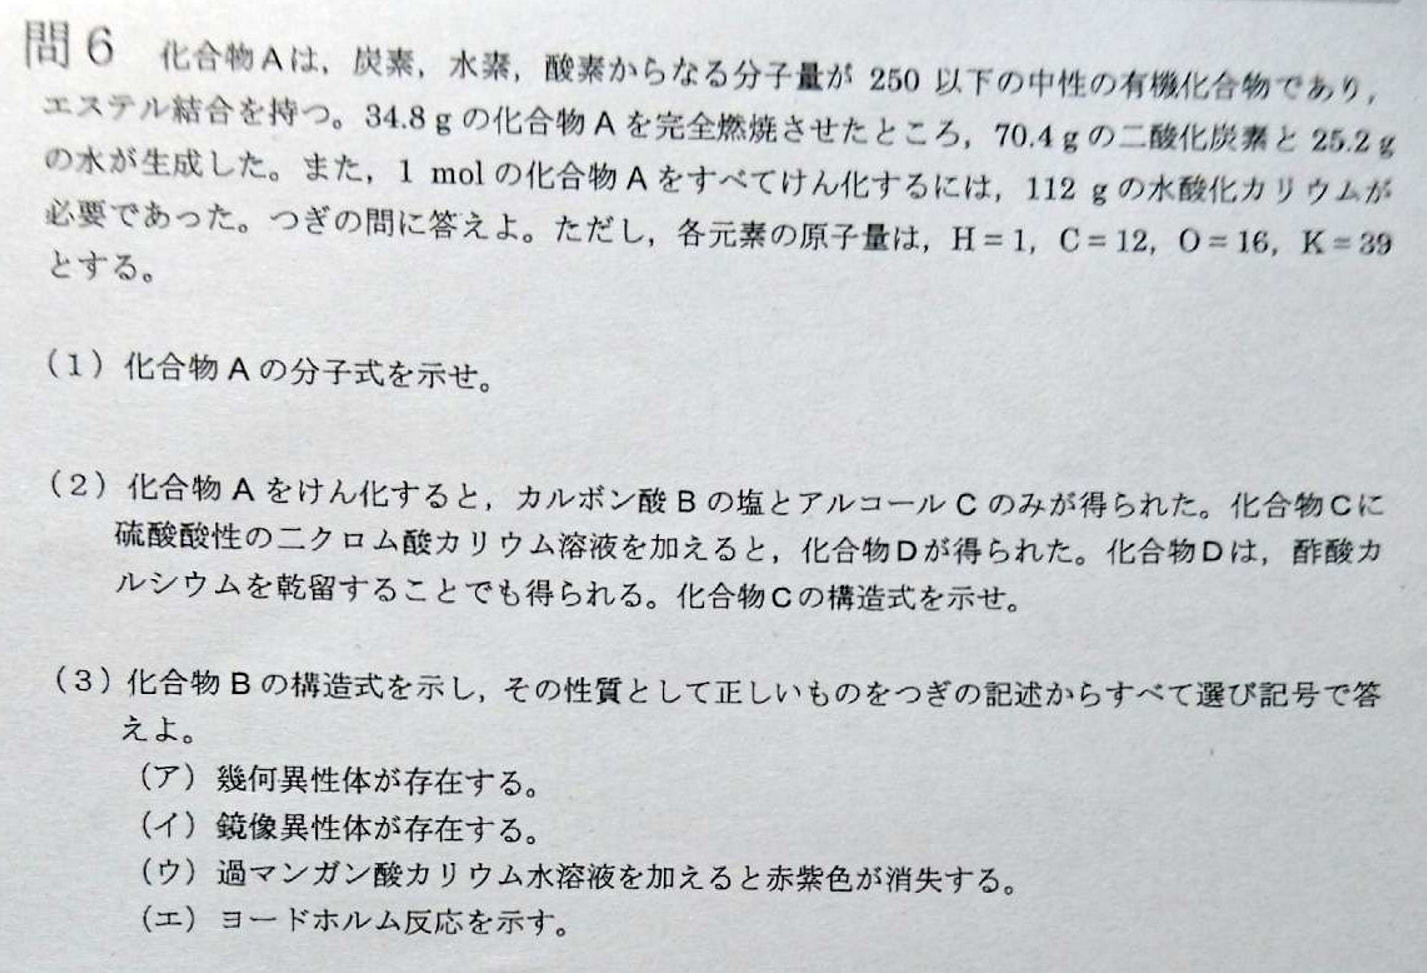 問6 化合物Aは，炭素，水素，酸素からなる分子量が 250 以下の中性の有機化合物であり，
エステル結合を持つ。34.8 g の化合物 A を完全燃焼させたところ，70.4 g の二酸化炭素と 25.2 g
の水が生成した。また，1 mol の化合物 A をすべてけん化するには，112 g の水酸化カリウムが
必要であった。つぎの問に答えよ。ただし，各元素の原子量は，H = 1，C = 12，O = 16，K = 39
とする。
（1）化合物 A の分子式を示せ。
（2）化合物 A をけん化すると，カルボン酸 B の塩とアルコール C のみが得られた。化合物 C に
硫酸酸性の二クロム酸カリウム溶液を加えると，化合物 D が得られた。化合物 D は，酢酸カ
ルシウムを乾留することでも得られる。化合物 C の構造式を示せ。
（3）化合物 B の構造式を示し，その性質として正しいものをつぎの記述からすべて選び記号で答
えよ。
（ア）幾何異性体が存在する。
（イ）鏡像異性体が存在する。
（ウ）過マンガン酸カリウム水溶液を加えると赤紫色が消失する。
（エ）ヨードホルム反応を示す。